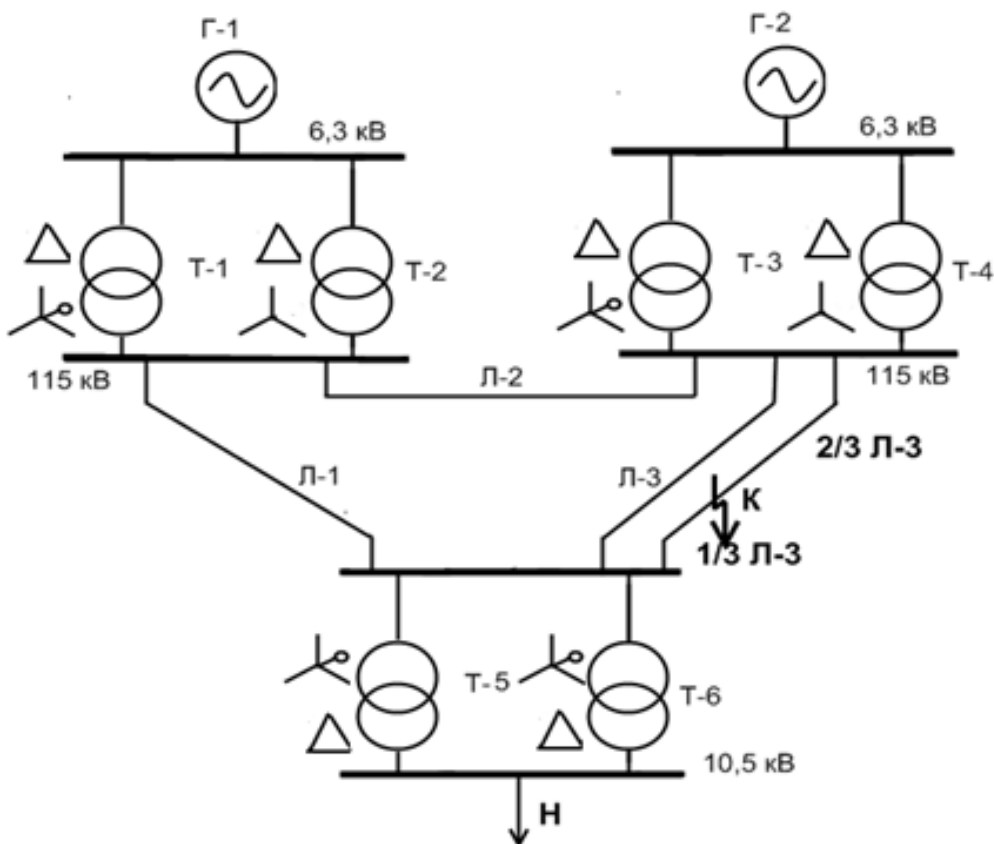 Г-1
Г-2
6,3 кВ
6,3 кВ
Т-1
Т-2
Т-3
Т-4
115 кВ
Л-2
115 кВ
Л-1
Л-3
2/3 Л-3
К
1/3 Л-3
Т-5
Т-6
10,5 кВ
Н